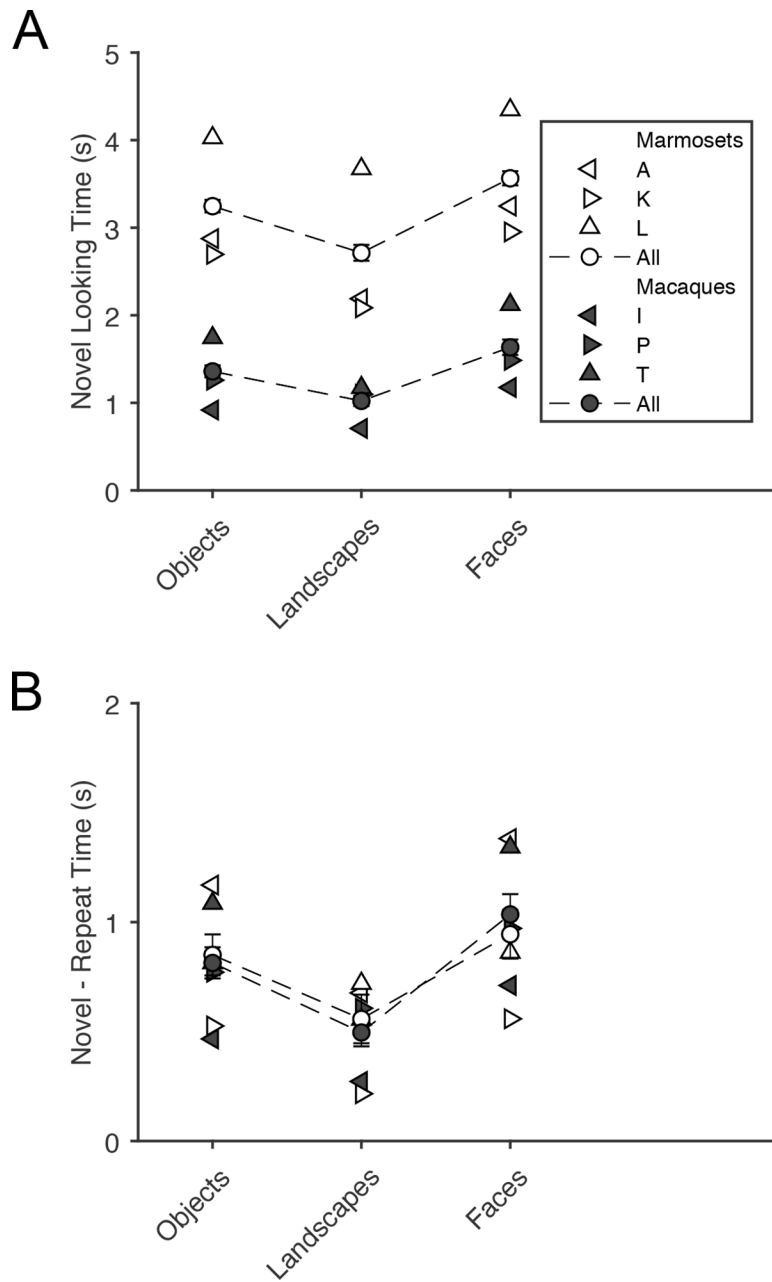 A
Novel Looking Time (s)
5
4
3
2
1
0
Objects
Landscapes
Faces
Marmosets
A
K
L
All
Macaques
I
P
T
All
B
Novel - Repeat Time (s)
2
1
0
Objects
Landscapes
Faces